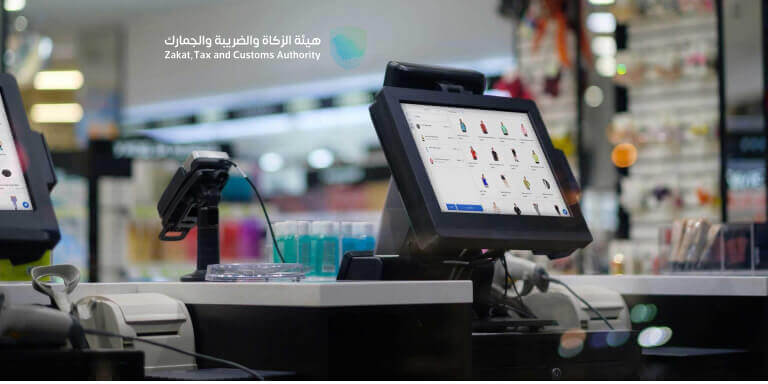 هيئة الزكاة والضريبة والجمارك
Zakat, Tax and Customs Authority